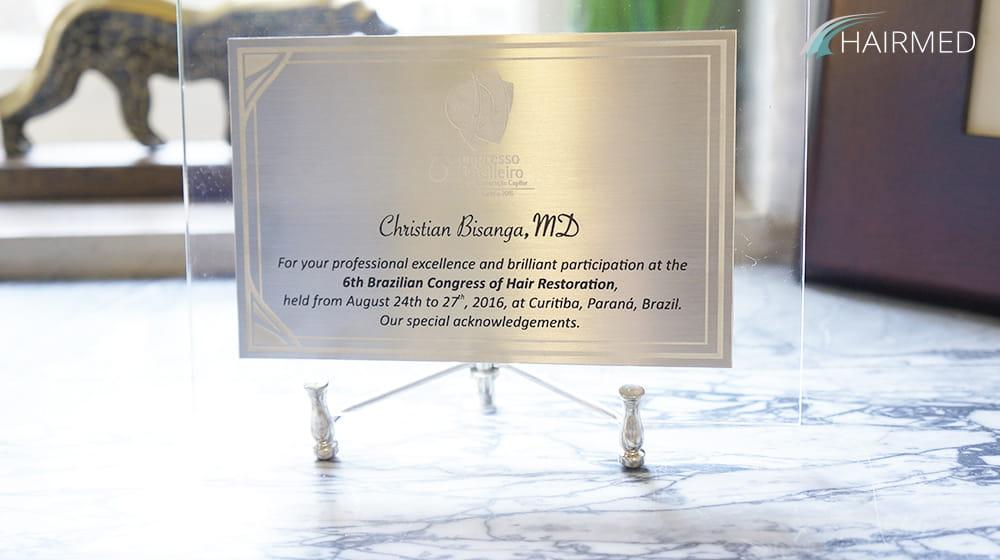 HAIRMED
6
Congresso
Brasileiro
Christian Bisanga, MD
For your professional excellence and brilliant participation at the
6th Brazilian Congress of Hair Restoration,
held from August 24th to 27th, 2016, at Curitiba, Paraná, Brazil.
Our special acknowledgements.